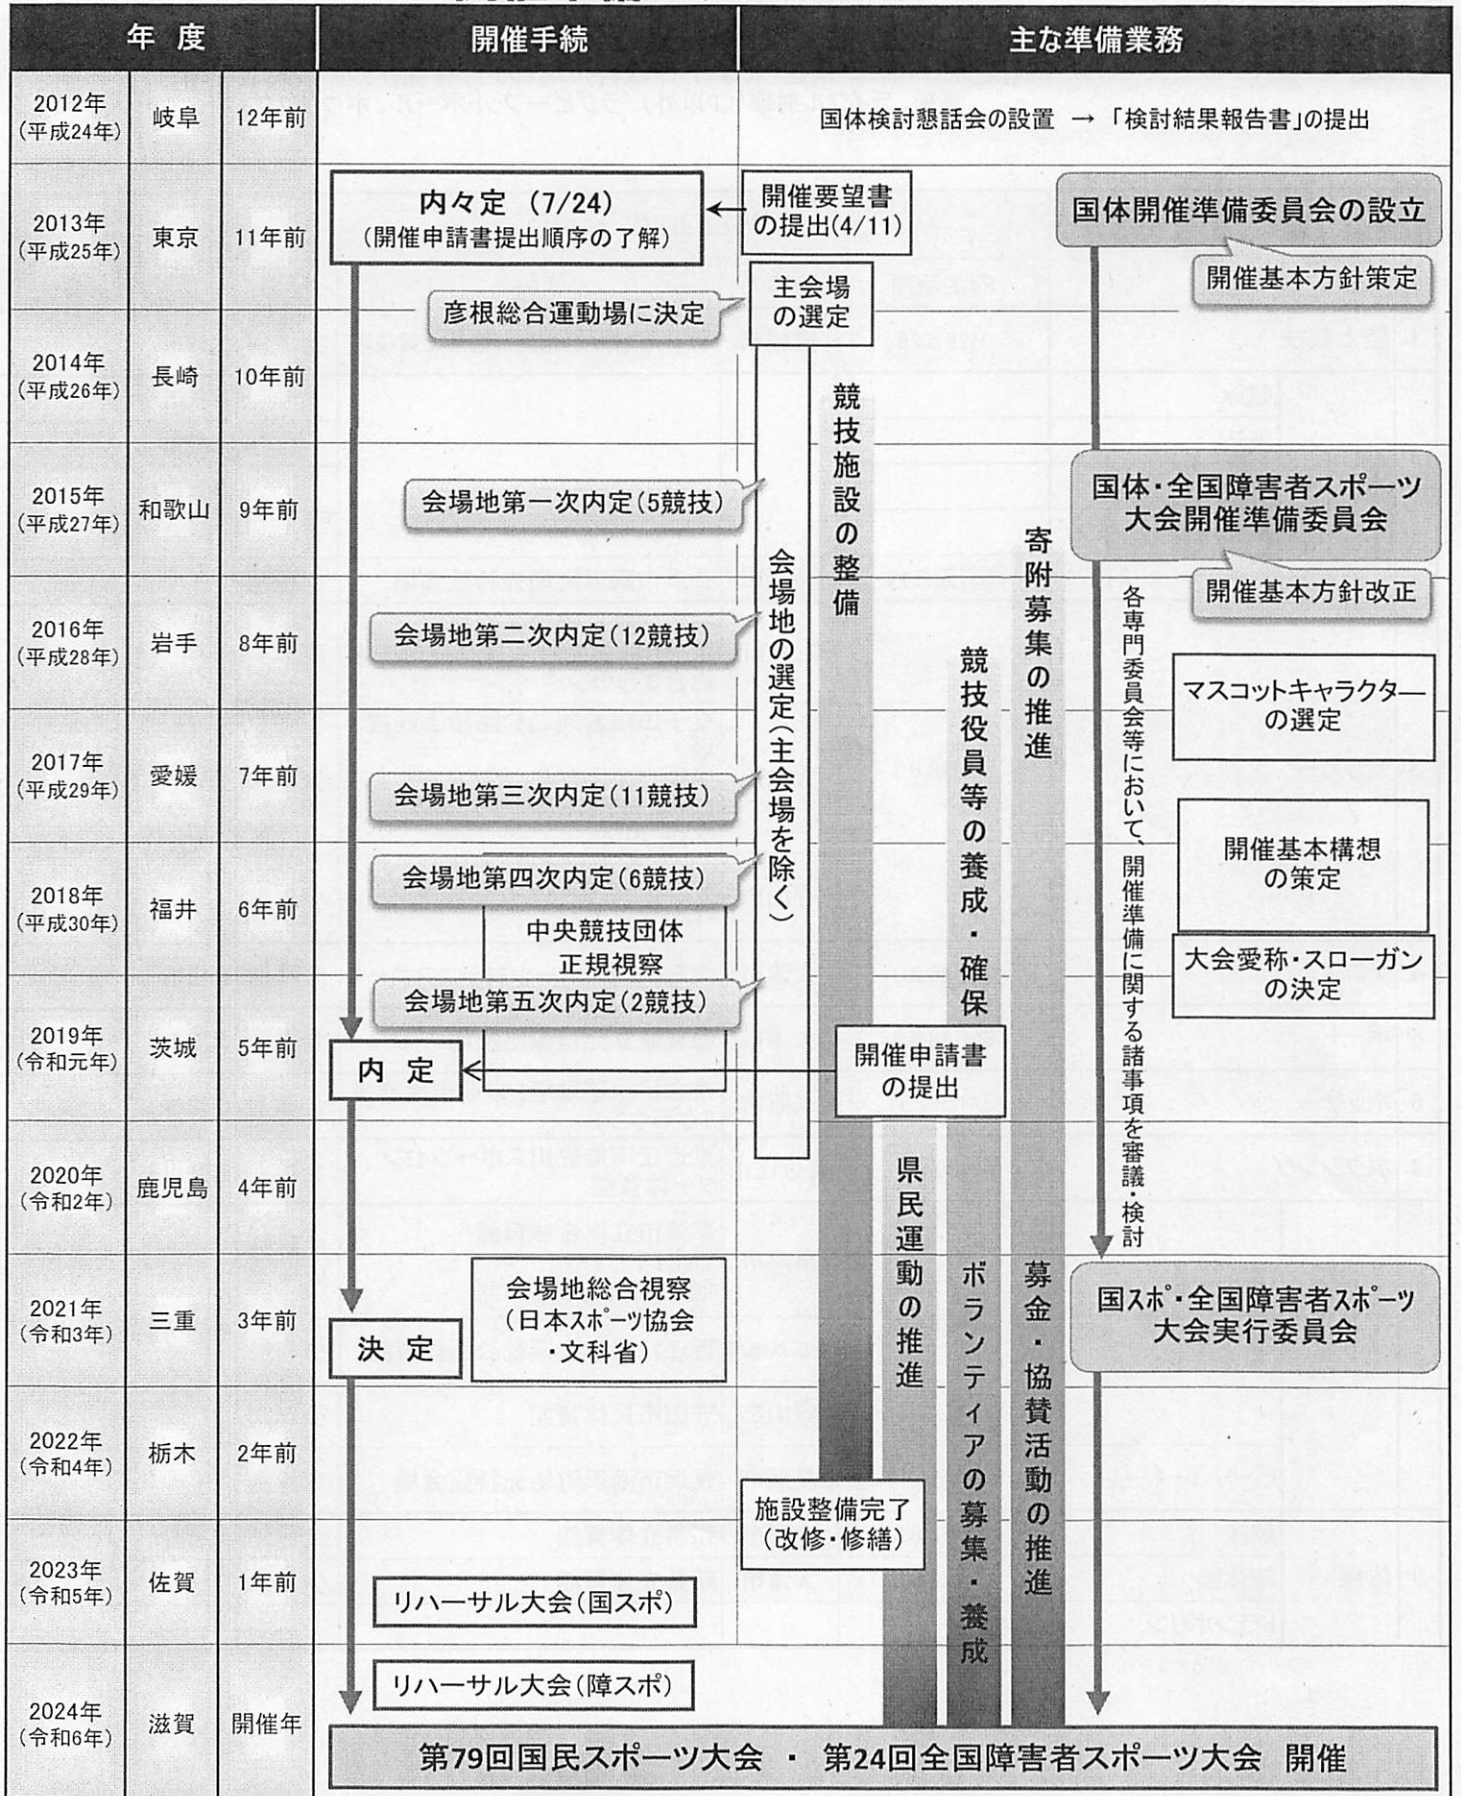 年 度
開催手続
主な準備業務
2012年
(平成24年)
岐阜
12年前
国体検討懇話会の設置 → 「検討結果報告書」の提出
2013年
(平成25年)
東京
11年前
内々定 (7/24)
(開催申請書提出順序の了解)
開催要望書
の提出(4/11)
国体開催準備委員会の設立
開催基本方針策定
主会場
の選定
彦根総合運動場に決定
2014年
(平成26年)
長崎
10年前
競技施設の整備
2015年
(平成27年)
和歌山
9年前
会場地第一次内定(5競技)
国体・全国障害者スポーツ
大会開催準備委員会
開催基本方針改正
会場地の選定(主会場を除く)
寄附募集の推進
各専門委員会等において、開催準備に関する諸事項を審議・検討
2016年
(平成28年)
岩手
8年前
会場地第二次内定(12競技)
競技役員等の養成・確保
マスコットキャラクター
の選定
2017年
(平成29年)
愛媛
7年前
会場地第三次内定(11競技)
開催基本構想
の策定
2018年
(平成30年)
福井
6年前
会場地第四次内定(6競技)
中央競技団体
正規視察
大会愛称・スローガン
の決定
2019年
(令和元年)
茨城
5年前
会場地第五次内定(2競技)
内 定
開催申請書
の提出
2020年
(令和2年)
鹿児島
4年前
県民運動の推進
2021年
(令和3年)
三重
3年前
決 定
会場地総合視察
(日本スポーツ協会
・文科省)
ボランティアの募集・養成
募金・協賛活動の推進
国スポ・全国障害者スポーツ
大会実行委員会
2022年
(令和4年)
栃木
2年前
施設整備完了
(改修・修繕)
2023年
(令和5年)
佐賀
1年前
リハーサル大会(国スポ)
リハーサル大会(障スポ)
2024年
(令和6年)
滋賀
開催年
第79回国民スポーツ大会 ・ 第24回全国障害者スポーツ大会 開催